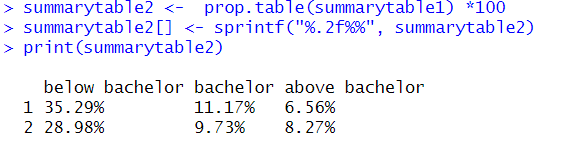 > summarytable2 <-  prop.table(summarytable1) *100
> summarytable2[] <- sprintf("%.2f%%", summarytable2)
> print(summarytable2)
below bachelor bachelor above bachelor
1 35.29% 11.17% 6.56%
2 28.98% 9.73% 8.27%